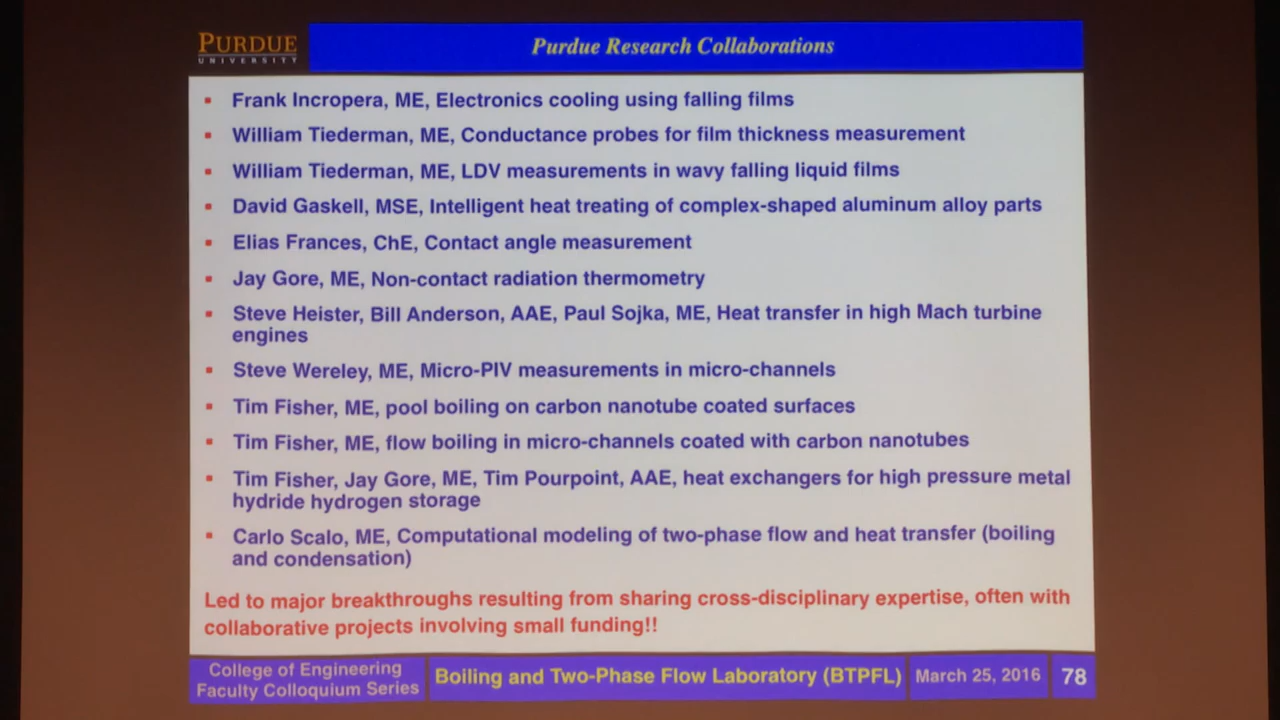 PURDUE
UNIVERSITY
Purdue Research Collaborations
▪ Frank Incropera, ME, Electronics cooling using falling films
▪ William Tiederman, ME, Conductance probes for film thickness measurement
▪ William Tiederman, ME, LDV measurements in wavy falling liquid films
▪ David Gaskell, MSE, Intelligent heat treating of complex-shaped aluminum alloy parts
▪ Elias Frances, ChE, Contact angle measurement
▪ Jay Gore, ME, Non-contact radiation thermometry
▪ Steve Heister, Bill Anderson, AAE, Paul Sojka, ME, Heat transfer in high Mach turbine
engines
▪ Steve Wereley, ME, Micro-PIV measurements in micro-channels
▪ Tim Fisher, ME, pool boiling on carbon nanotube coated surfaces
▪ Tim Fisher, ME, flow boiling in micro-channels coated with carbon nanotubes
▪ Tim Fisher, Jay Gore, ME, Tim Pourpoint, AAE, heat exchangers for high pressure metal
hydride hydrogen storage
▪ Carlo Scalo, ME, Computational modeling of two-phase flow and heat transfer (boiling
and condensation)
Led to major breakthroughs resulting from sharing cross-disciplinary expertise, often with
collaborative projects involving small funding!!
College of Engineering
Faculty Colloquium Series
Boiling and Two-Phase Flow Laboratory (BTPFL)
March 25, 2016
78